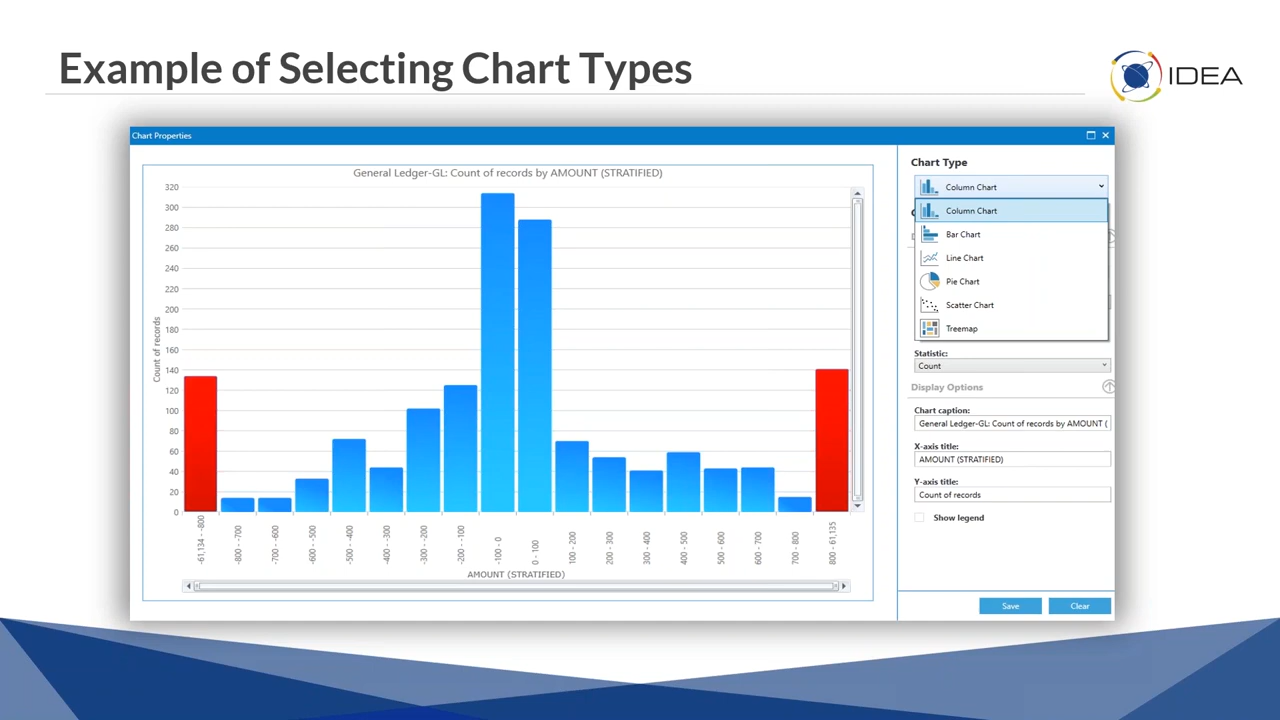 Example of Selecting Chart Types
IDEA
Chart Properties
General Ledger-GL: Count of records by AMOUNT (STRATIFIED)
320
300
280
260
240
220
200
180
160
140
120
100
80
60
40
20
0
Count of records
-61,134 - -800
-800 - -700
-700 - -600
-600 - -500
-500 - -400
-400 - -300
-300 - -200
-200 - -100
-100 - 0
0 - 100
100 - 200
200 - 300
300 - 400
400 - 500
500 - 600
600 - 700
700 - 800
800 - 61,135
AMOUNT (STRATIFIED)
Chart Type
Column Chart
Column Chart
Bar Chart
Line Chart
Pie Chart
Scatter Chart
Treemap
Statistic:
Count
Display Options
Chart caption:
General Ledger-GL: Count of records by AMOUNT (
X-axis title:
AMOUNT (STRATIFIED)
Y-axis title:
Count of records
Show legend
Save
Clear